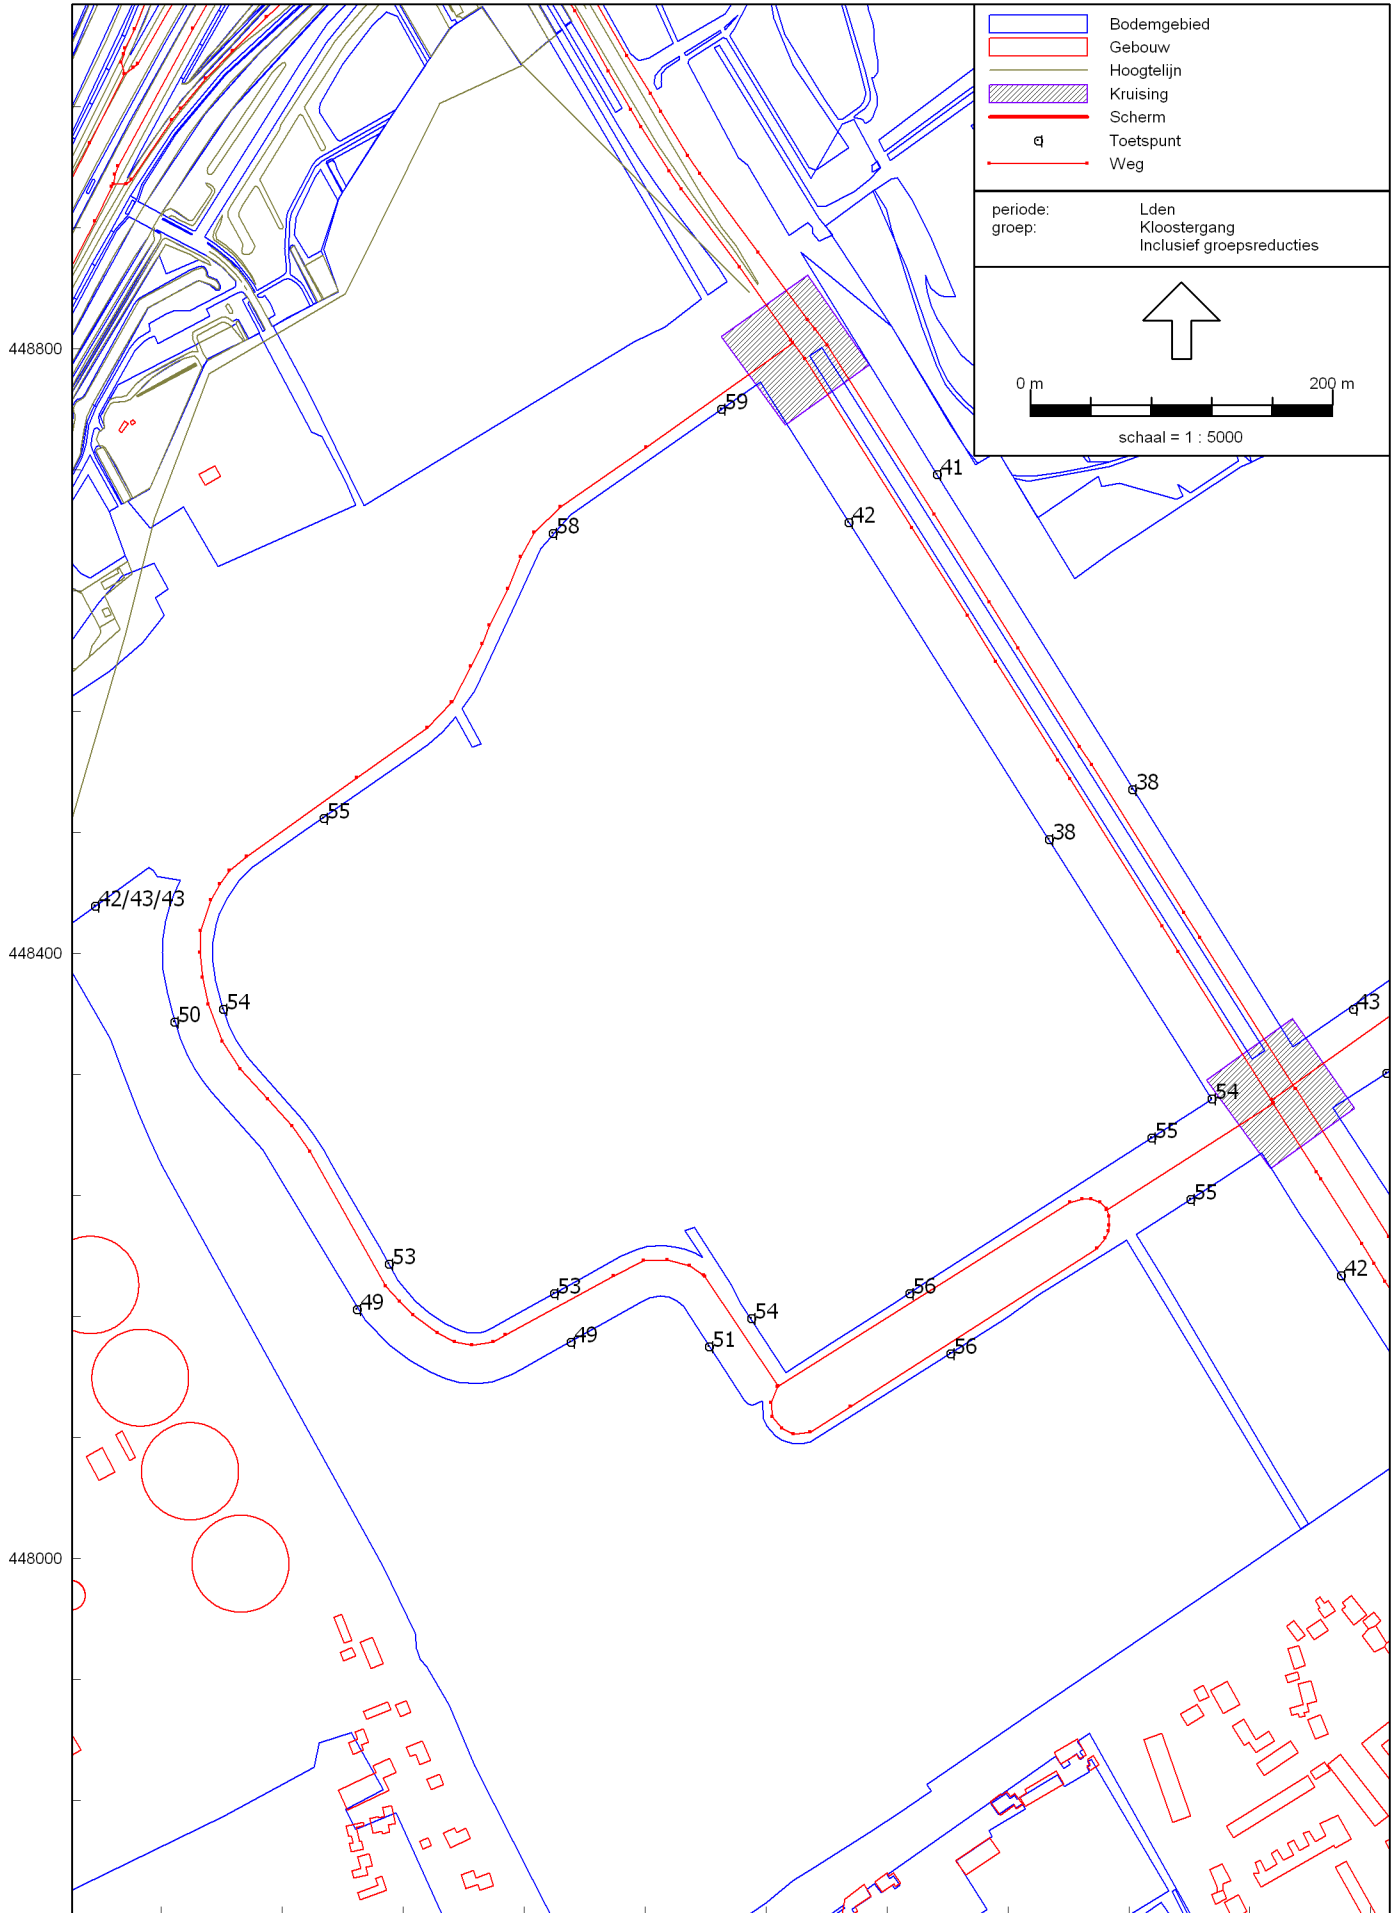 Bodemgebied
Gebouw
Hoogtelijn
Kruising
Scherm
Toetspunt
Weg
periode: Lden
groep: Kloostergang
Inclusief groepsreducties
0 m 200 m
schaal = 1 : 5000
448800
59
41
42
58
38
55
38
42/43/43
448400
54
50
43
54
55
55
53
42
53
56
49
54
49
51
56
448000